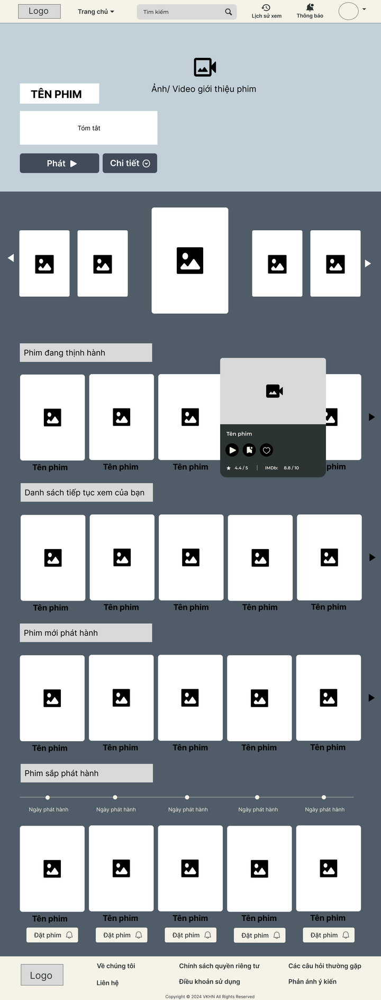 Logo
Trang chủ
Tìm kiếm
Lịch sử xem
Thông báo
Ảnh/ Video giới thiệu phim
TÊN PHIM
Tóm tắt
Phát
Chi tiết
Phim đang thịnh hành
Tên phim
4.4 / 5 | IMDb: 8.8 / 10
Tên phim Tên phim Tên phim phim
Danh sách tiếp tục xem của bạn
Tên phim Tên phim Tên phim Tên phim Tên phim
Phim mới phát hành
Tên phim Tên phim Tên phim Tên phim Tên phim
Phim sắp phát hành
Ngày phát hành Ngày phát hành Ngày phát hành Ngày phát hành Ngày phát hành
Tên phim Tên phim Tên phim Tên phim Tên phim
Đặt phim Đặt phim Đặt phim Đặt phim Đặt phim
Logo
Về chúng tôi Chính sách quyền riêng tư Các câu hỏi thường gặp
Liên hệ Điều khoản sử dụng Phản ánh ý kiến
Copyright © 2024 VKHN All Rights Reserved